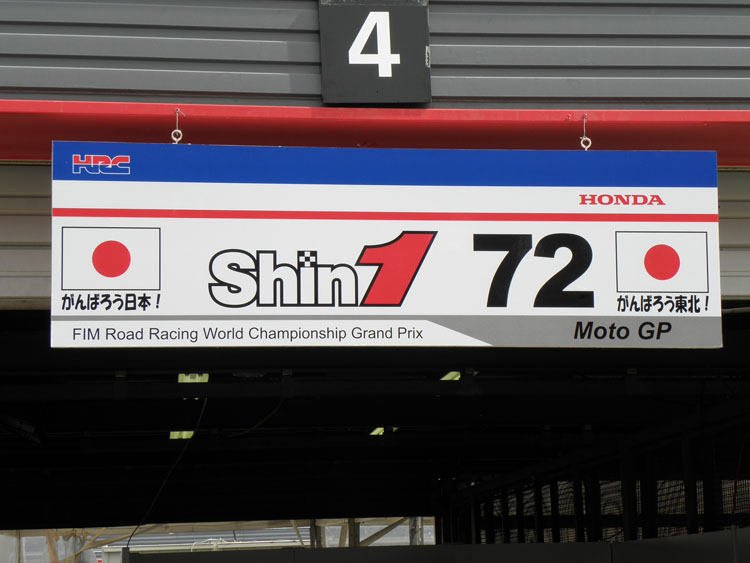 4
HRC
HONDA
Shin1 72
がんばろう日本! がんばろう東北!
FIM Road Racing World Championship Grand Prix Moto GP